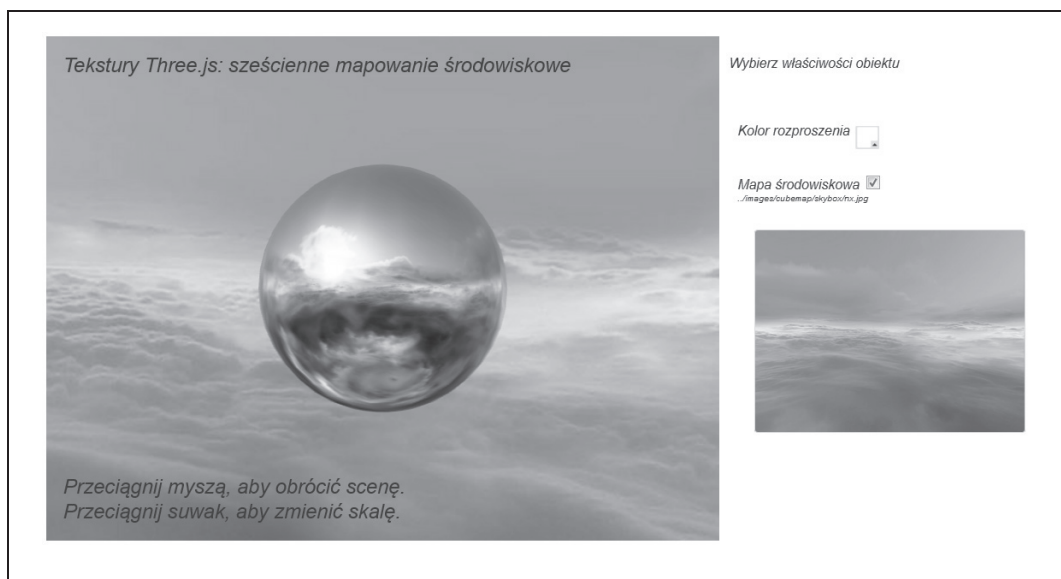 Tekstury Three.js: sześcienne mapowanie środowiskowe
Przeciągnij myszą, aby obrócić scenę.
Przeciągnij suwak, aby zmienić skalę.
Wybierz właściwości obiektu
Kolor rozproszenia
Mapa środowiskowa
../images/cubemap/skybox/nx.jpg